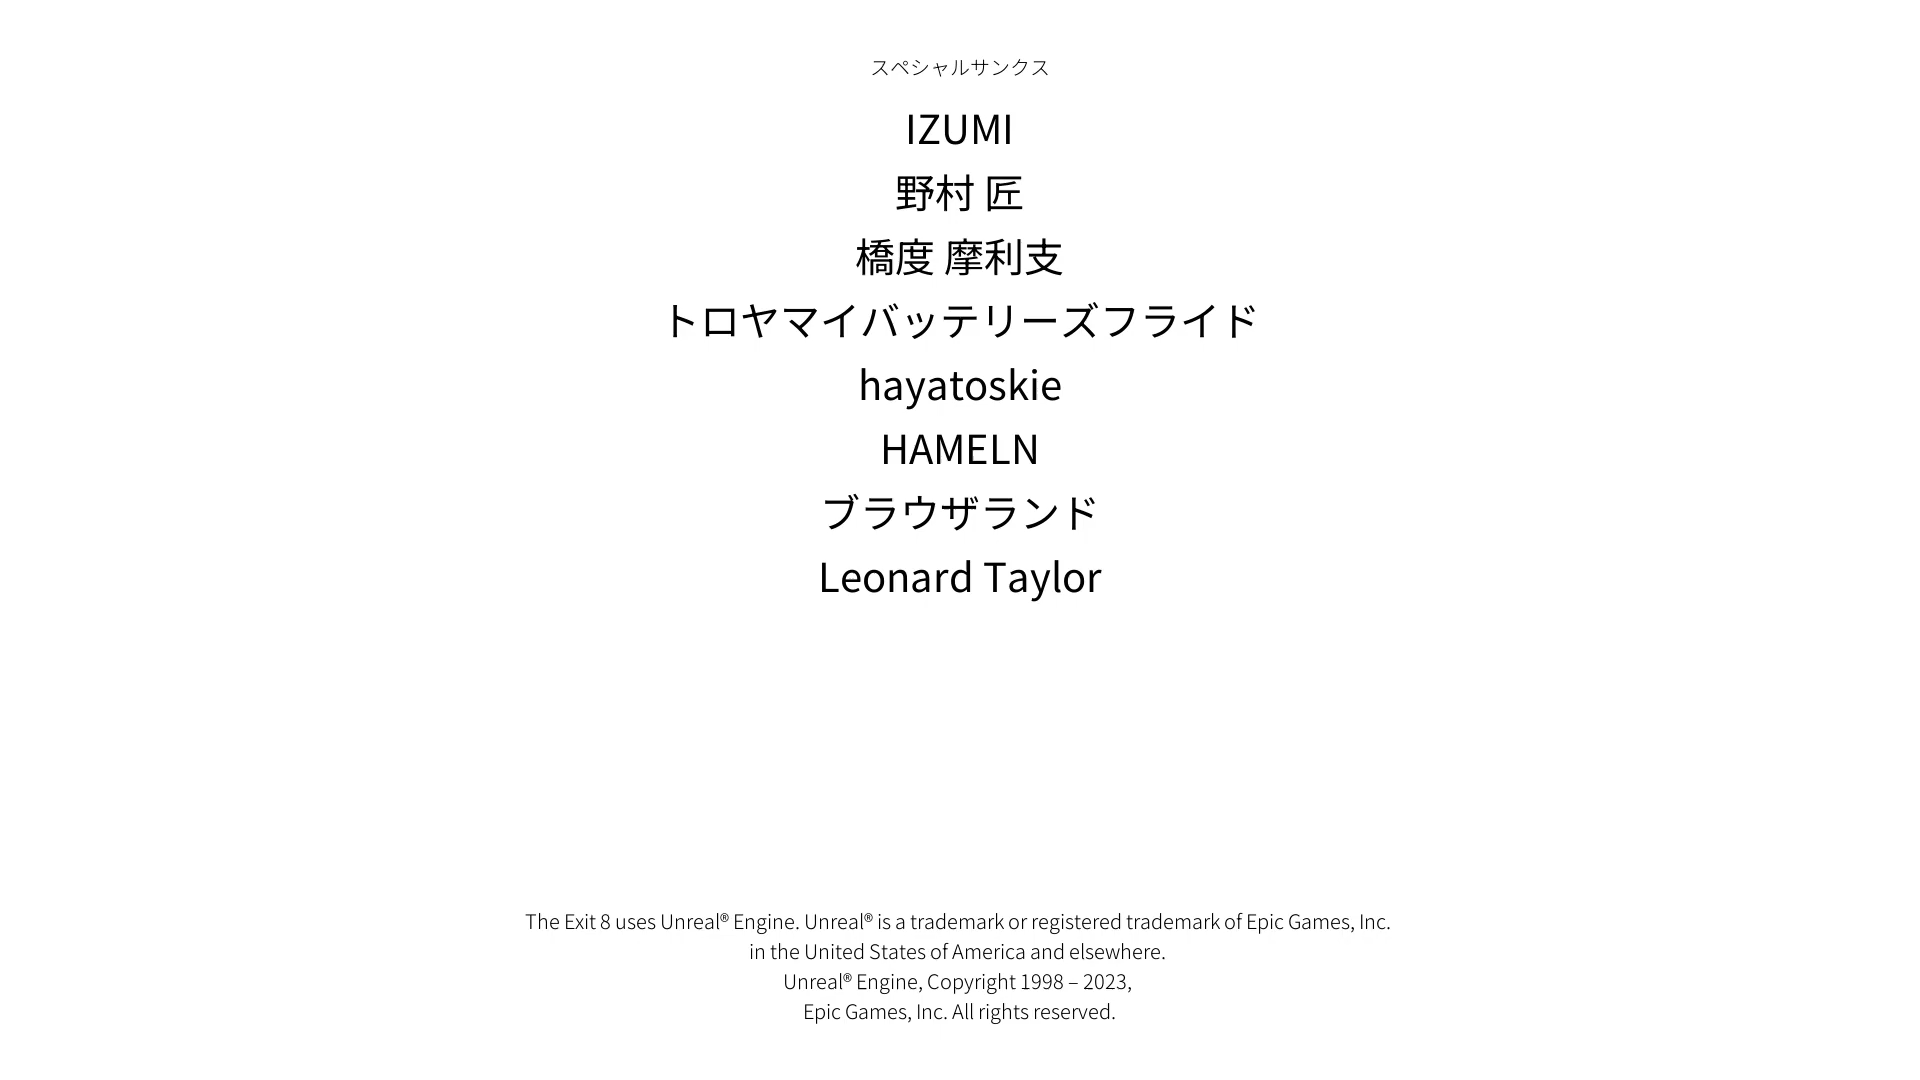 スペシャルサンクス
IZUMI
野村 匠
橋度 摩利支
トロヤマイバッテリーズフライド
hayatoskie
HAMELN
ブラウザランド
Leonard Taylor
The Exit 8 uses Unreal® Engine. Unreal® is a trademark or registered trademark of Epic Games, Inc.
in the United States of America and elsewhere.
Unreal® Engine, Copyright 1998 – 2023,
Epic Games, Inc. All rights reserved.